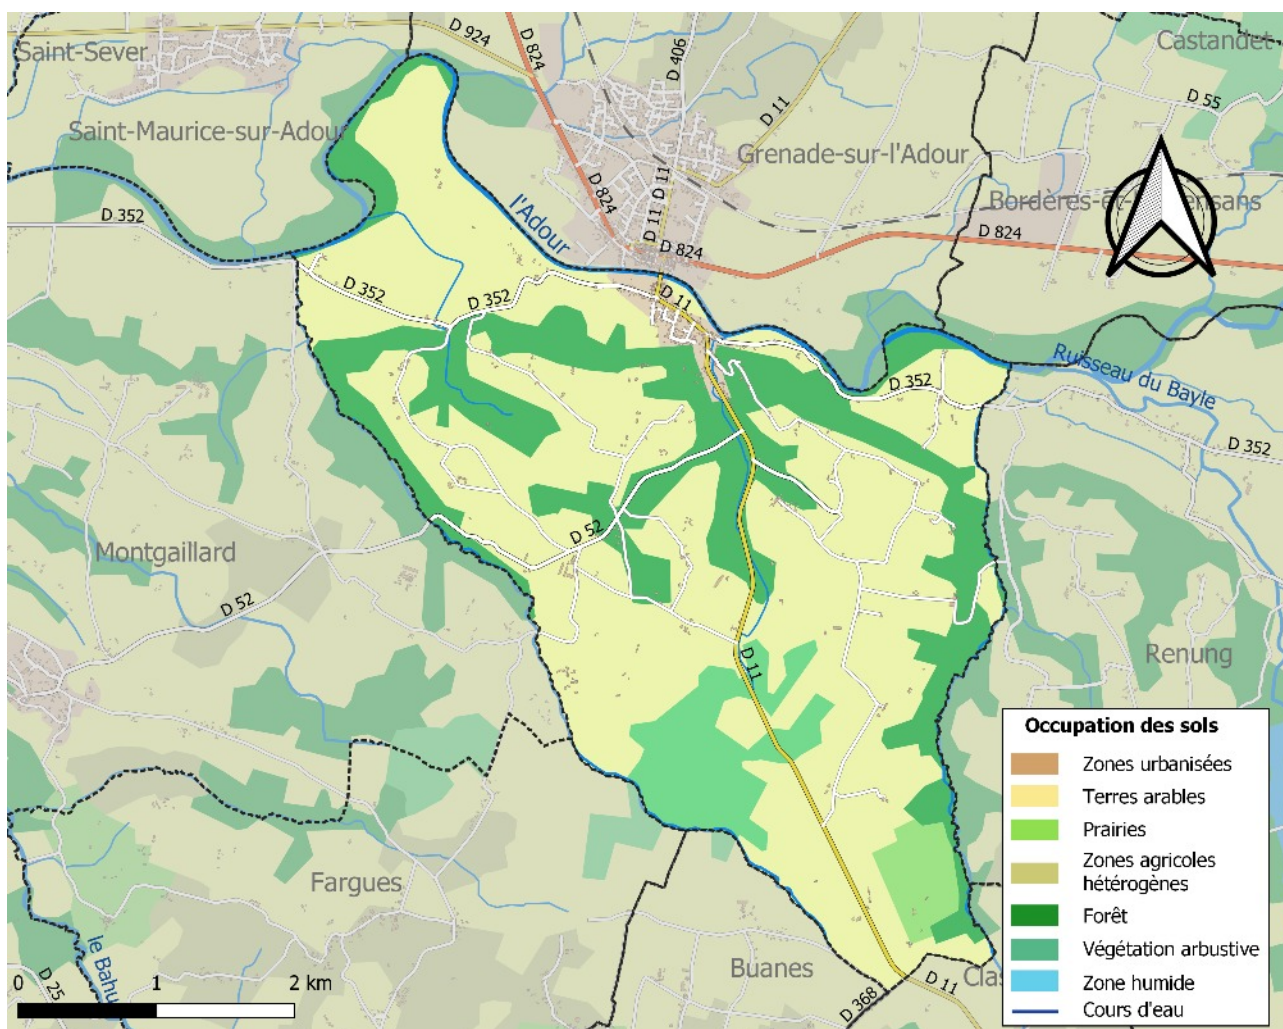 Saint-Sever
D 924
D 824
D 406
Castandet
D 55
Saint-Maurice-sur-Adour
D 11
Grenade-sur-l'Adour
D 11
D 824
l'Adour
D 11
D 824
D 824
D 352
D 352
D 352
D 11
Ruisseau du Bayle
D 352
D 352
D 52
Montgaillard
D 52
D 11
Renung
Fargues
Buanes
le Bahu
D 25
D 368
D 11
0 1 2 km
Occupation des sols
Zones urbanisées
Terres arables
Prairies
Zones agricoles
hétérogènes
Forêt
Végétation arbustive
Zone humide
Cours d'eau